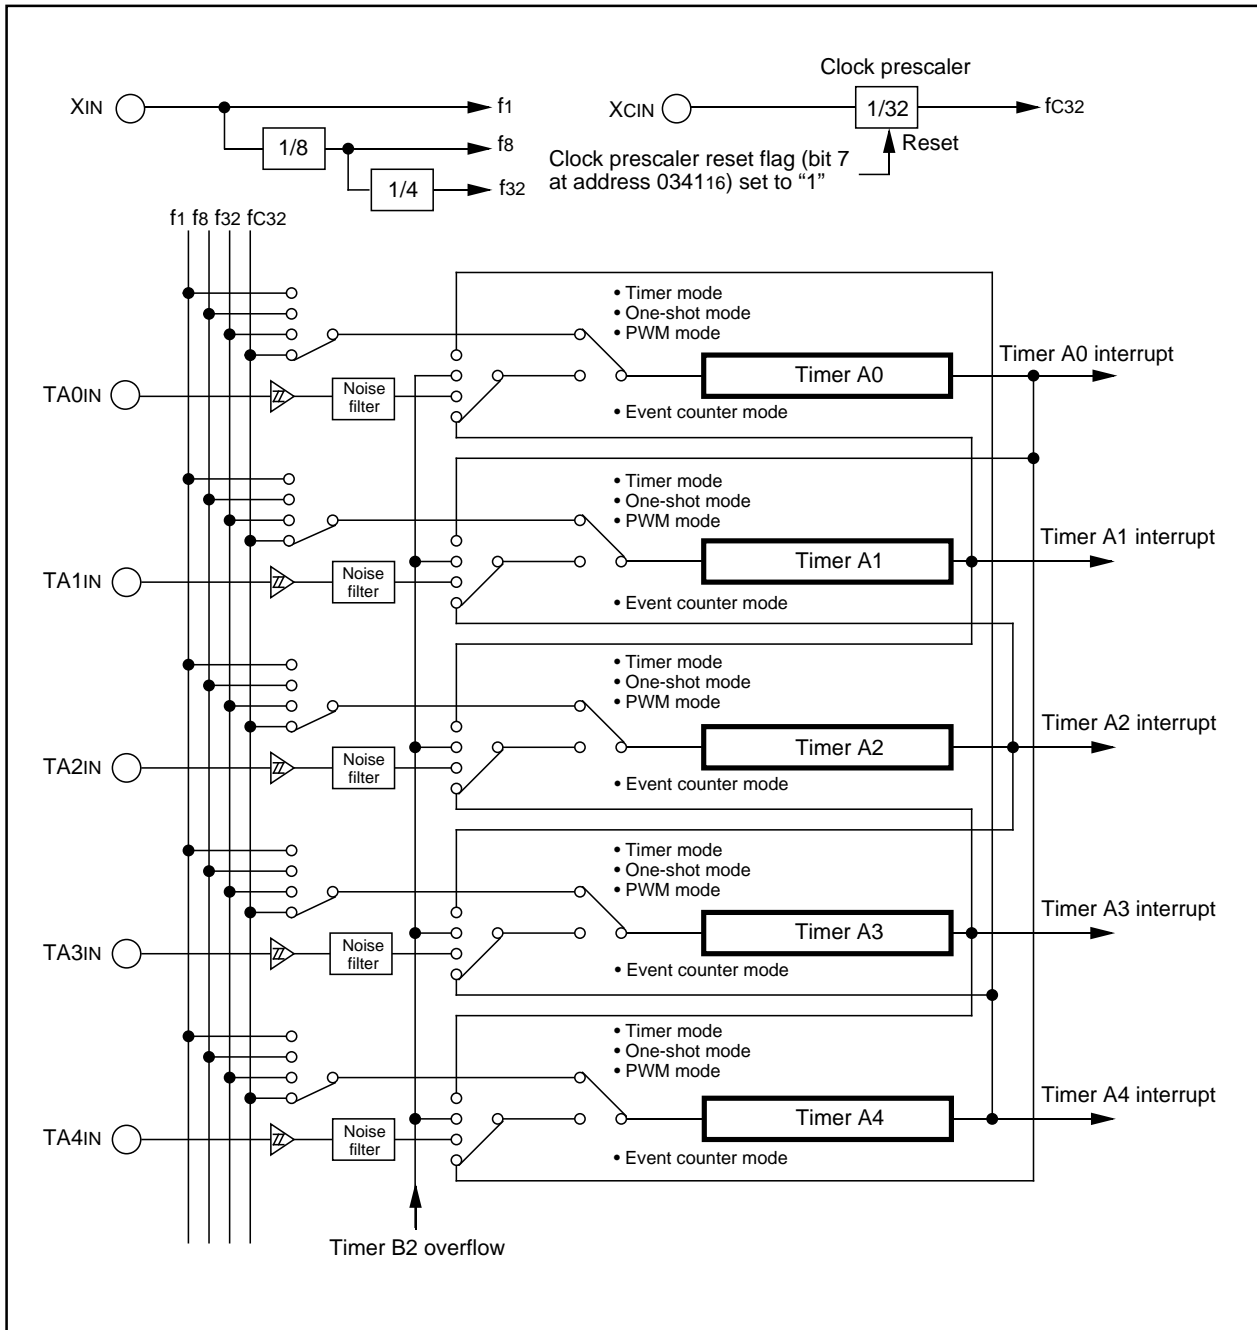 Clock prescaler
XIN
f1
XCIN
1/32
fC32
1/8
f8
Reset
Clock prescaler reset flag (bit 7
at address 034116) set to “1”
1/4
f32
f1 f8 f32 fC32
• Timer mode
• One-shot mode
• PWM mode
Timer A0 interrupt
Timer A0
TA0IN
Noise
filter
• Event counter mode
• Timer mode
• One-shot mode
• PWM mode
Timer A1 interrupt
Timer A1
TA1IN
Noise
filter
• Event counter mode
• Timer mode
• One-shot mode
• PWM mode
Timer A2 interrupt
Timer A2
TA2IN
Noise
filter
• Event counter mode
• Timer mode
• One-shot mode
• PWM mode
Timer A3 interrupt
Timer A3
TA3IN
Noise
filter
• Event counter mode
• Timer mode
• One-shot mode
• PWM mode
Timer A4 interrupt
Timer A4
TA4IN
Noise
filter
• Event counter mode
Timer B2 overflow